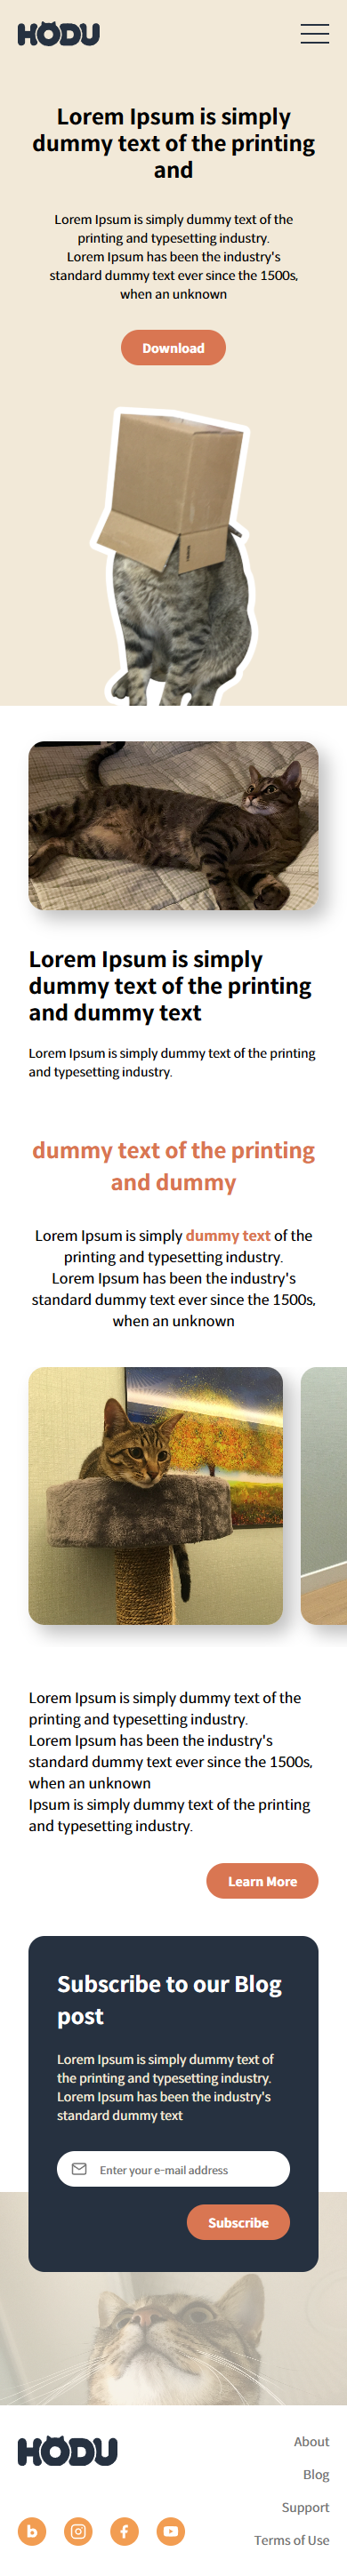 HODU
Lorem Ipsum is simply
dummy text of the printing
and
Lorem Ipsum is simply dummy text of the
printing and typesetting industry.
Lorem Ipsum has been the industry's
standard dummy text ever since the 1500s,
when an unknown
Download
Lorem Ipsum is simply
dummy text of the printing
and dummy text
Lorem Ipsum is simply dummy text of the printing
and typesetting industry.
dummy text of the printing
and dummy
Lorem Ipsum is simply dummy text of the
printing and typesetting industry.
Lorem Ipsum has been the industry's
standard dummy text ever since the 1500s,
when an unknown
Lorem Ipsum is simply dummy text of the
printing and typesetting industry.
Lorem Ipsum has been the industry's
standard dummy text ever since the 1500s,
when an unknown
Ipsum is simply dummy text of the printing
and typesetting industry.
Learn More
Subscribe to our Blog
post
Lorem Ipsum is simply dummy text of
the printing and typesetting industry.
Lorem Ipsum has been the industry's
standard dummy text
Enter your e-mail address
Subscribe
HODU
About
Blog
Support
Terms of Use